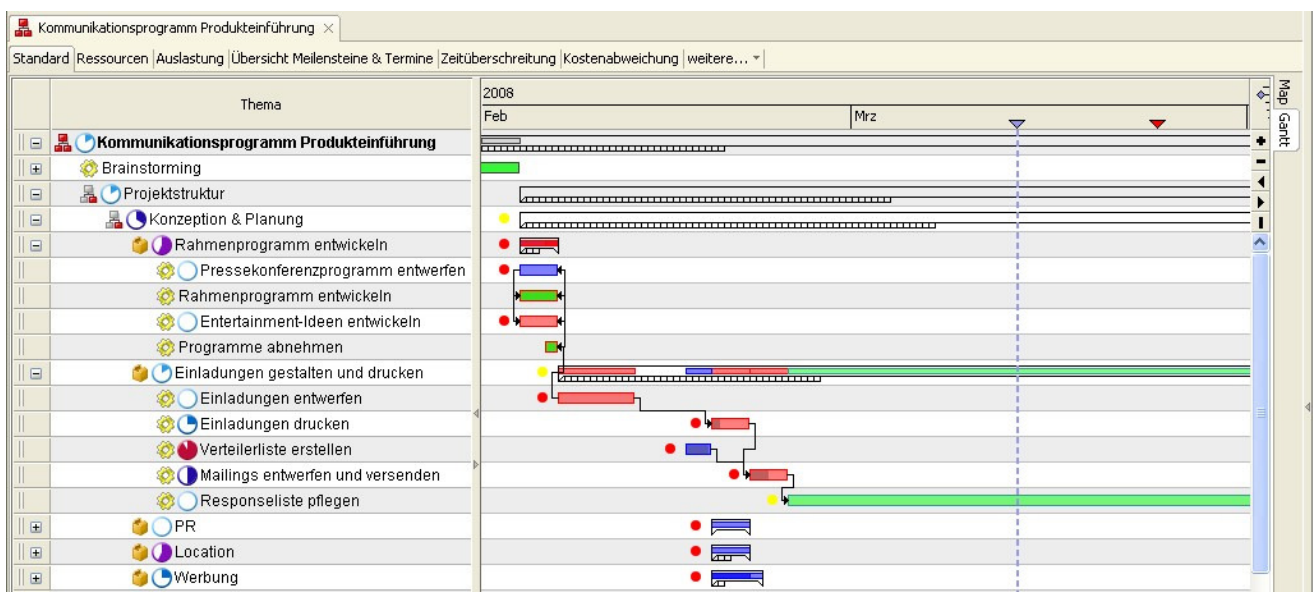 Kommunikationsprogramm Produkteinführung
Standard Ressourcen Auslastung Übersicht Meilensteine & Termine Zeitüberschreitung Kostenabweichung weitere...
Thema
2008
Feb Mrz
Map
Gantt
Kommunikationsprogramm Produkteinführung
Brainstorming
Projektstruktur
Konzeption & Planung
Rahmenprogramm entwickeln
Pressekonferenzprogramm entwerfen
Rahmenprogramm entwickeln
Entertainment-Ideen entwickeln
Programme abnehmen
Einladungen gestalten und drucken
Einladungen entwerfen
Einladungen drucken
Verteilerliste erstellen
Mailings entwerfen und versenden
Responseliste pflegen
PR
Location
Werbung